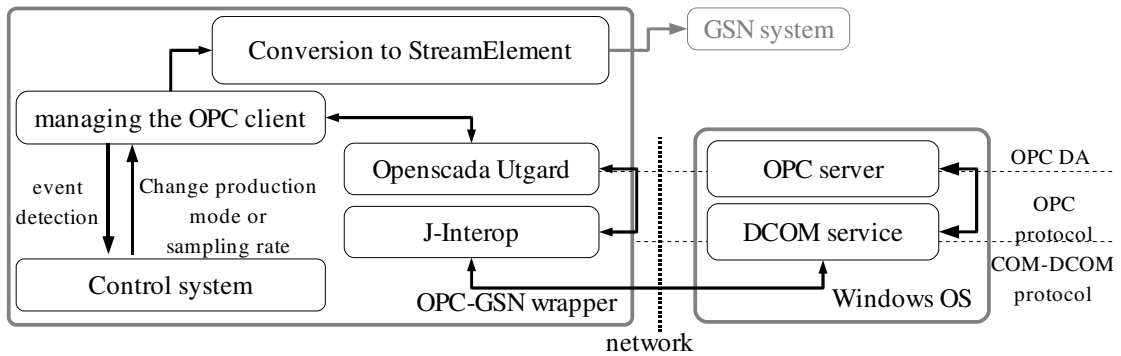 Conversion to StreamElement
GSN system
managing the OPC client
Openscada Utgard
OPC server
OPC DA
event
detection
Change production
mode or
sampling rate
J-Interop
DCOM service
OPC
protocol
Control system
COM-DCOM
protocol
OPC-GSN wrapper
Windows OS
network